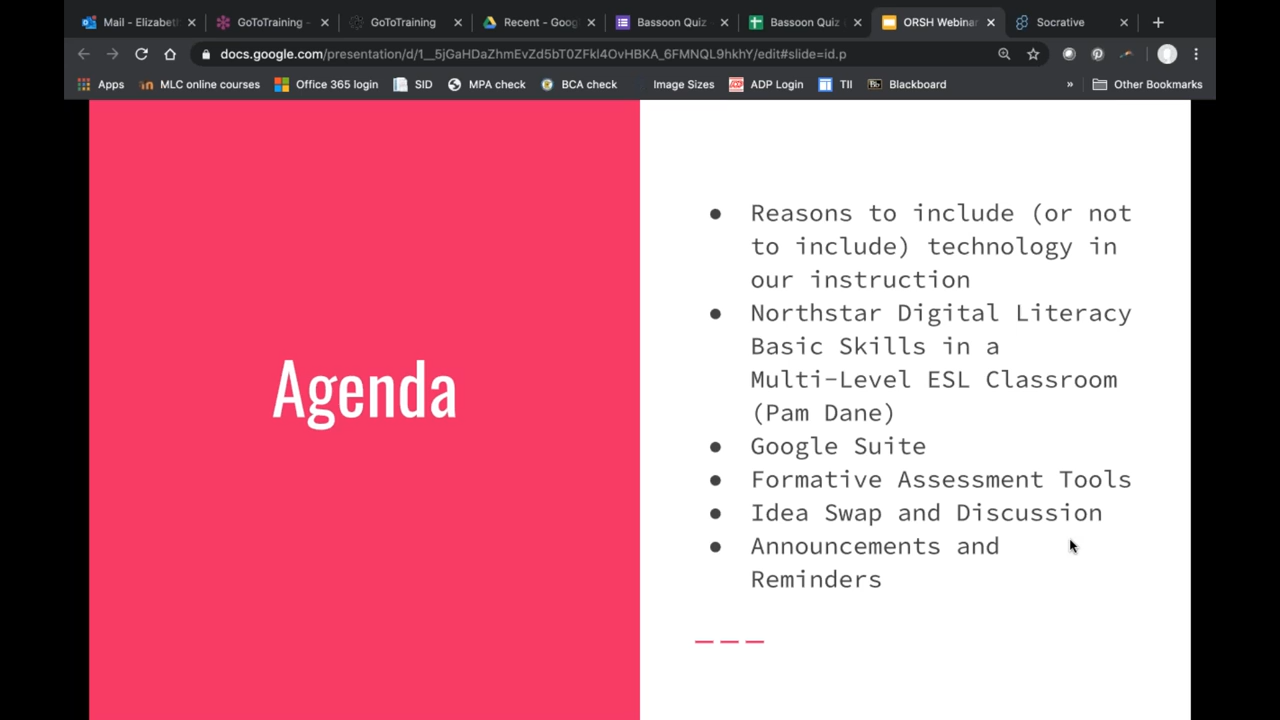 Mail - Elizabeth
GoToTraining -
GoToTraining
Recent - Goog
Bassoon Quiz
Bassoon Quiz (
ORSH Webinar
Socrative
docs.google.com/presentation/d/1__5jGaHDaZhmEvZd5bT0ZFkl4OvHBKA_6FMNQL9hkhY/edit#slide=id.p
Apps
MLC online courses
Office 365 login
SID
MPA check
BCA check
Image Sizes
ADP Login
TII
Bb
Blackboard
»
Other Bookmarks
Agenda
● Reasons to include (or not
to include) technology in
our instruction
● Northstar Digital Literacy
Basic Skills in a
Multi-Level ESL Classroom
(Pam Dane)
● Google Suite
● Formative Assessment Tools
● Idea Swap and Discussion
● Announcements and
Reminders